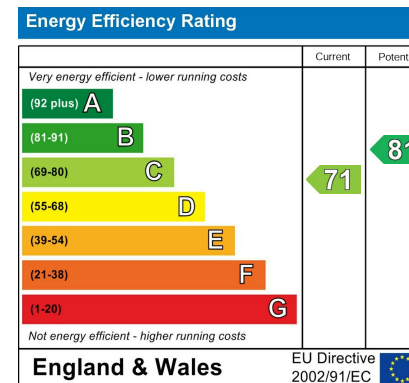 Energy Efficiency Rating
Current Potent
Very energy efficient - lower running costs
(92 plus) A
(81-91) B
81
(69-80) C
71
(55-68) D
(39-54) E
(21-38) F
(1-20) G
Not energy efficient - higher running costs
England & Wales
EU Directive
2002/91/EC